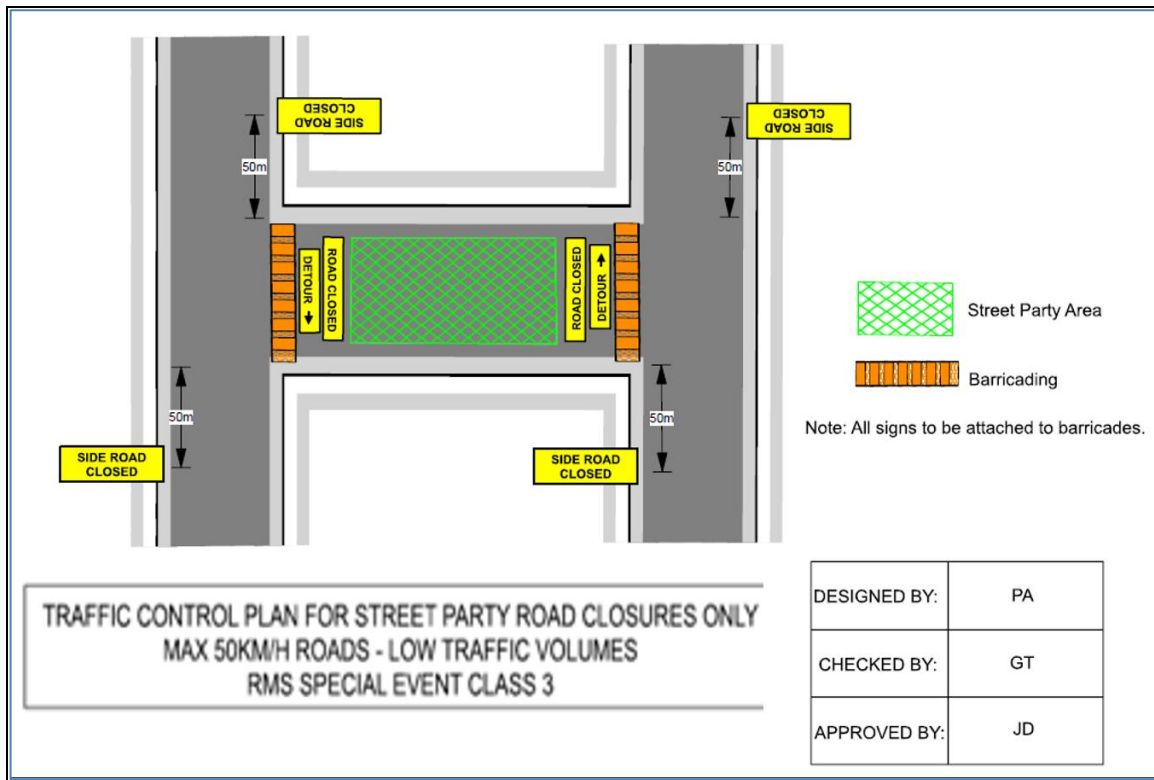 SIDE ROAD
CLOSED
SIDE ROAD
CLOSED
50m
50m
DETOUR →
ROAD CLOSED
ROAD CLOSED
DETOUR →
Street Party Area
Barricading
Note: All signs to be attached to barricades.
50m
50m
SIDE ROAD
CLOSED
SIDE ROAD
CLOSED
TRAFFIC CONTROL PLAN FOR STREET PARTY ROAD CLOSURES ONLY
MAX 50KM/H ROADS - LOW TRAFFIC VOLUMES
RMS SPECIAL EVENT CLASS 3
DESIGNED BY: PA
CHECKED BY: GT
APPROVED BY: JD